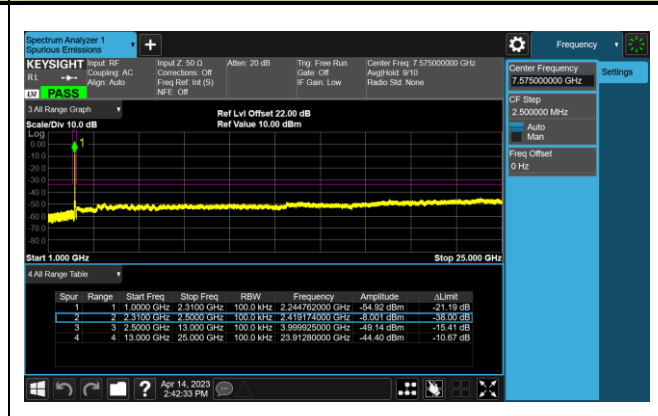 Spectrum Analyzer 1
Spurious Emissions
Frequency
KEYSIGHT Input: RF Input Z: 50 Ω Atten: 20 dB Trig: Free Run Center Freq: 7.575000000 GHz
RL Coupling: AC Corrections: Off Gate: Off Avg|Hold: 9/10
Align: Auto Freq Ref: Int (S) IF Gain: Low Radio Std: None
LXI PASS NFE: Off
Center Frequency
7.575000000 GHz
Settings
CF Step
2.500000 MHz
Auto
Man
Freq Offset
0 Hz
3 All Range Graph
Ref Lvl Offset 22.00 dB
Scale/Div 10.0 dB Ref Value 10.00 dBm
Log
1
0.00
-10.0
-20.0
-30.0
-40.0
-50.0
-60.0
-70.0
-80.0
Start 1.000 GHz Stop 25.000 GHz
4 All Range Table
Spur Range Start Freq Stop Freq RBW Frequency Amplitude ΔLimit
1 1 1.0000 GHz 2.3100 GHz 100.0 kHz 2.244762000 GHz -54.92 dBm -21.19 dB
2 2 2.3100 GHz 2.5000 GHz 100.0 kHz 2.419174000 GHz -8.001 dBm -38.00 dB
3 3 2.5000 GHz 13.000 GHz 100.0 kHz 3.999925000 GHz -49.14 dBm -15.41 dB
4 4 13.000 GHz 25.000 GHz 100.0 kHz 23.91280000 GHz -44.40 dBm -10.67 dB
Apr 14, 2023
2:42:33 PM